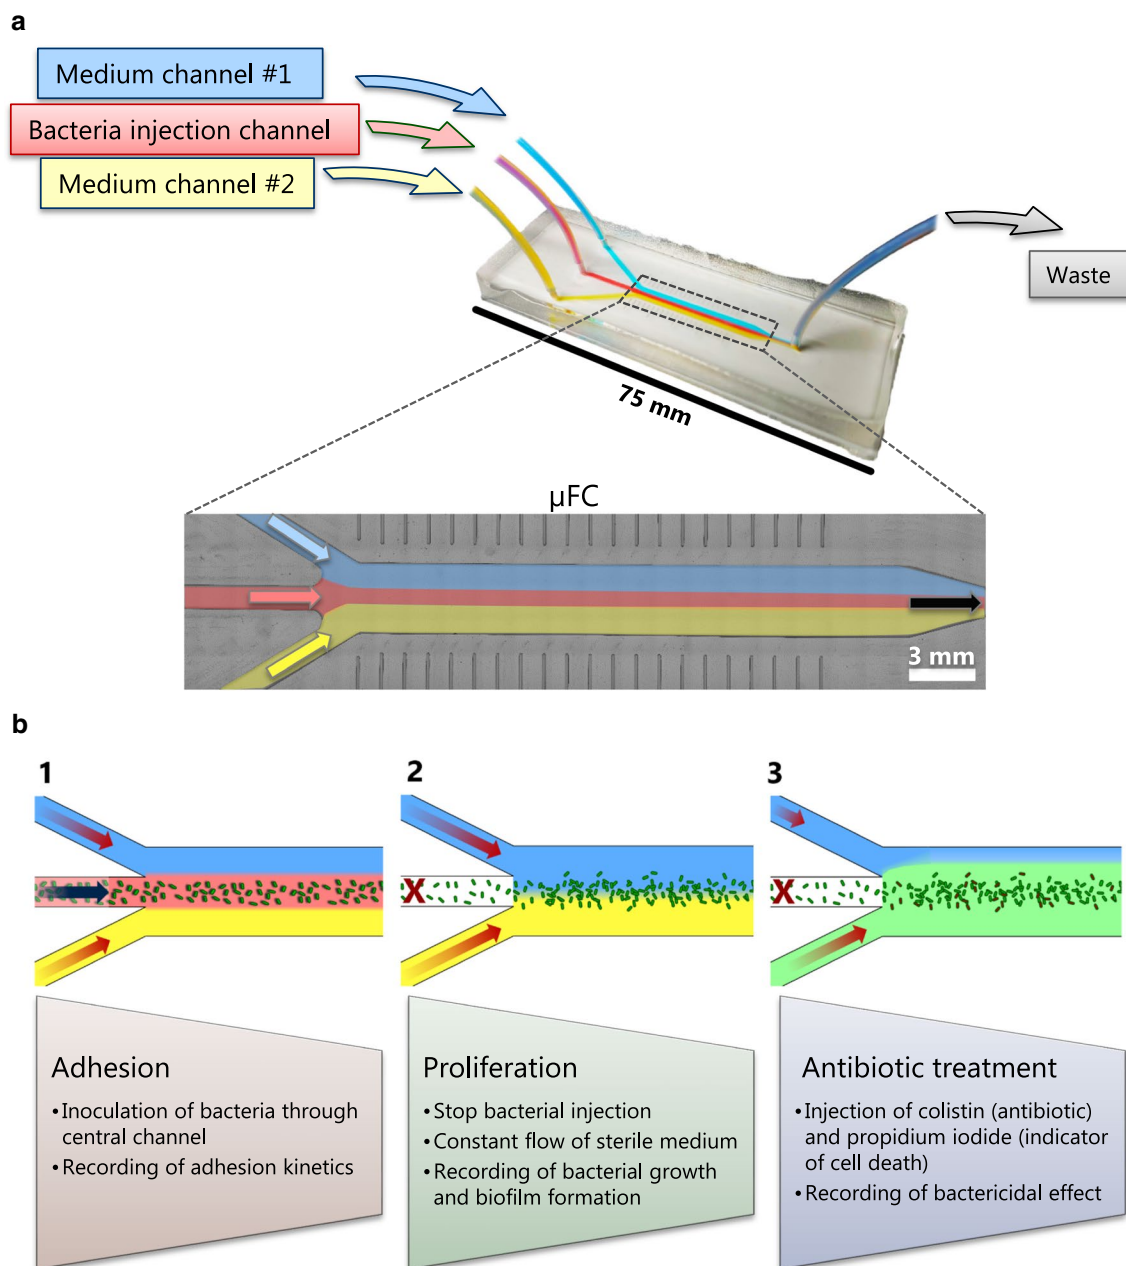 a
Medium channel #1
Bacteria injection channel
Medium channel #2
Waste
75 mm
µFC
3 mm
b
1
2
3
X
X
Adhesion
• Inoculation of bacteria through
central channel
• Recording of adhesion kinetics
Proliferation
• Stop bacterial injection
• Constant flow of sterile medium
• Recording of bacterial growth
and biofilm formation
Antibiotic treatment
• Injection of colistin (antibiotic)
and propidium iodide (indicator
of cell death)
• Recording of bactericidal effect